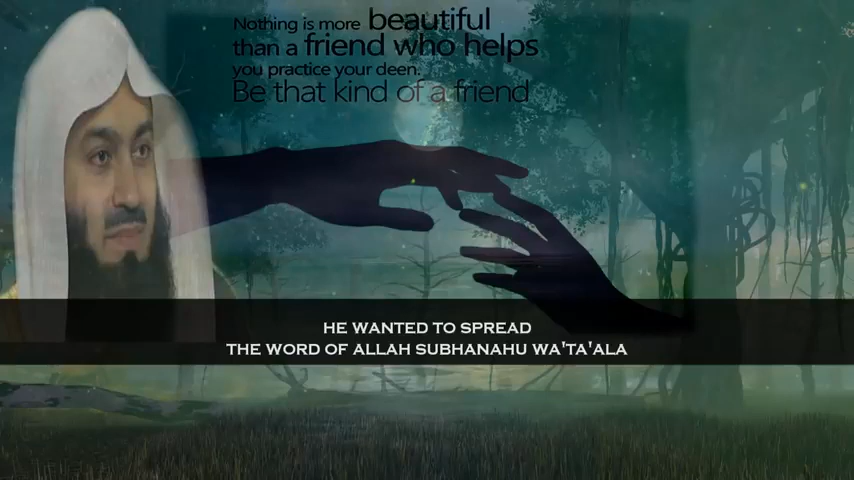 Nothing is more beautiful
than a friend who helps
you practice your deen.
Be that kind of a friend
HE WANTED TO SPREAD
THE WORD OF ALLAH SUBHANAHU WA'TA'ALA